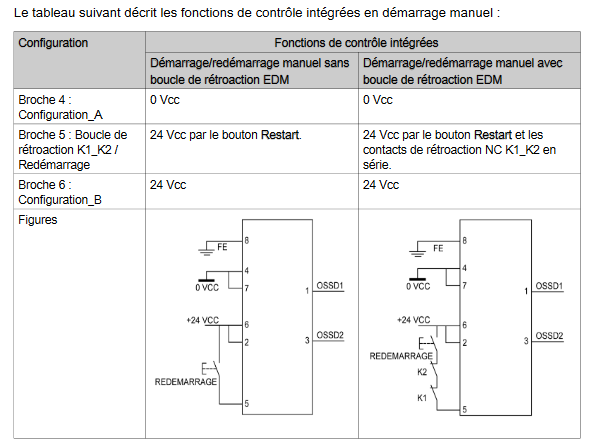 Le tableau suivant décrit les fonctions de contrôle intégrées en démarrage manuel :
Configuration
Fonctions de contrôle intégrées
Démarrage/redémarrage manuel sans
boucle de rétroaction EDM
Démarrage/redémarrage manuel avec
boucle de rétroaction EDM
Broche 4 :
Configuration_A
0 Vcc
0 Vcc
Broche 5 : Boucle de
rétroaction K1_K2 /
Redémarrage
24 Vcc par le bouton Restart.
24 Vcc par le bouton Restart et les
contacts de rétroaction NC K1_K2 en
série.
Broche 6 :
Configuration_B
24 Vcc
24 Vcc
Figures
FE
8
0 VCC
4
7
1
OSSD1
+24 VCC
6
2
3
OSSD2
REDEMARRAGE
5
FE
8
0 VCC
4
7
1
OSSD1
+24 VCC
6
2
3
OSSD2
REDEMARRAGE
K2
K1
5